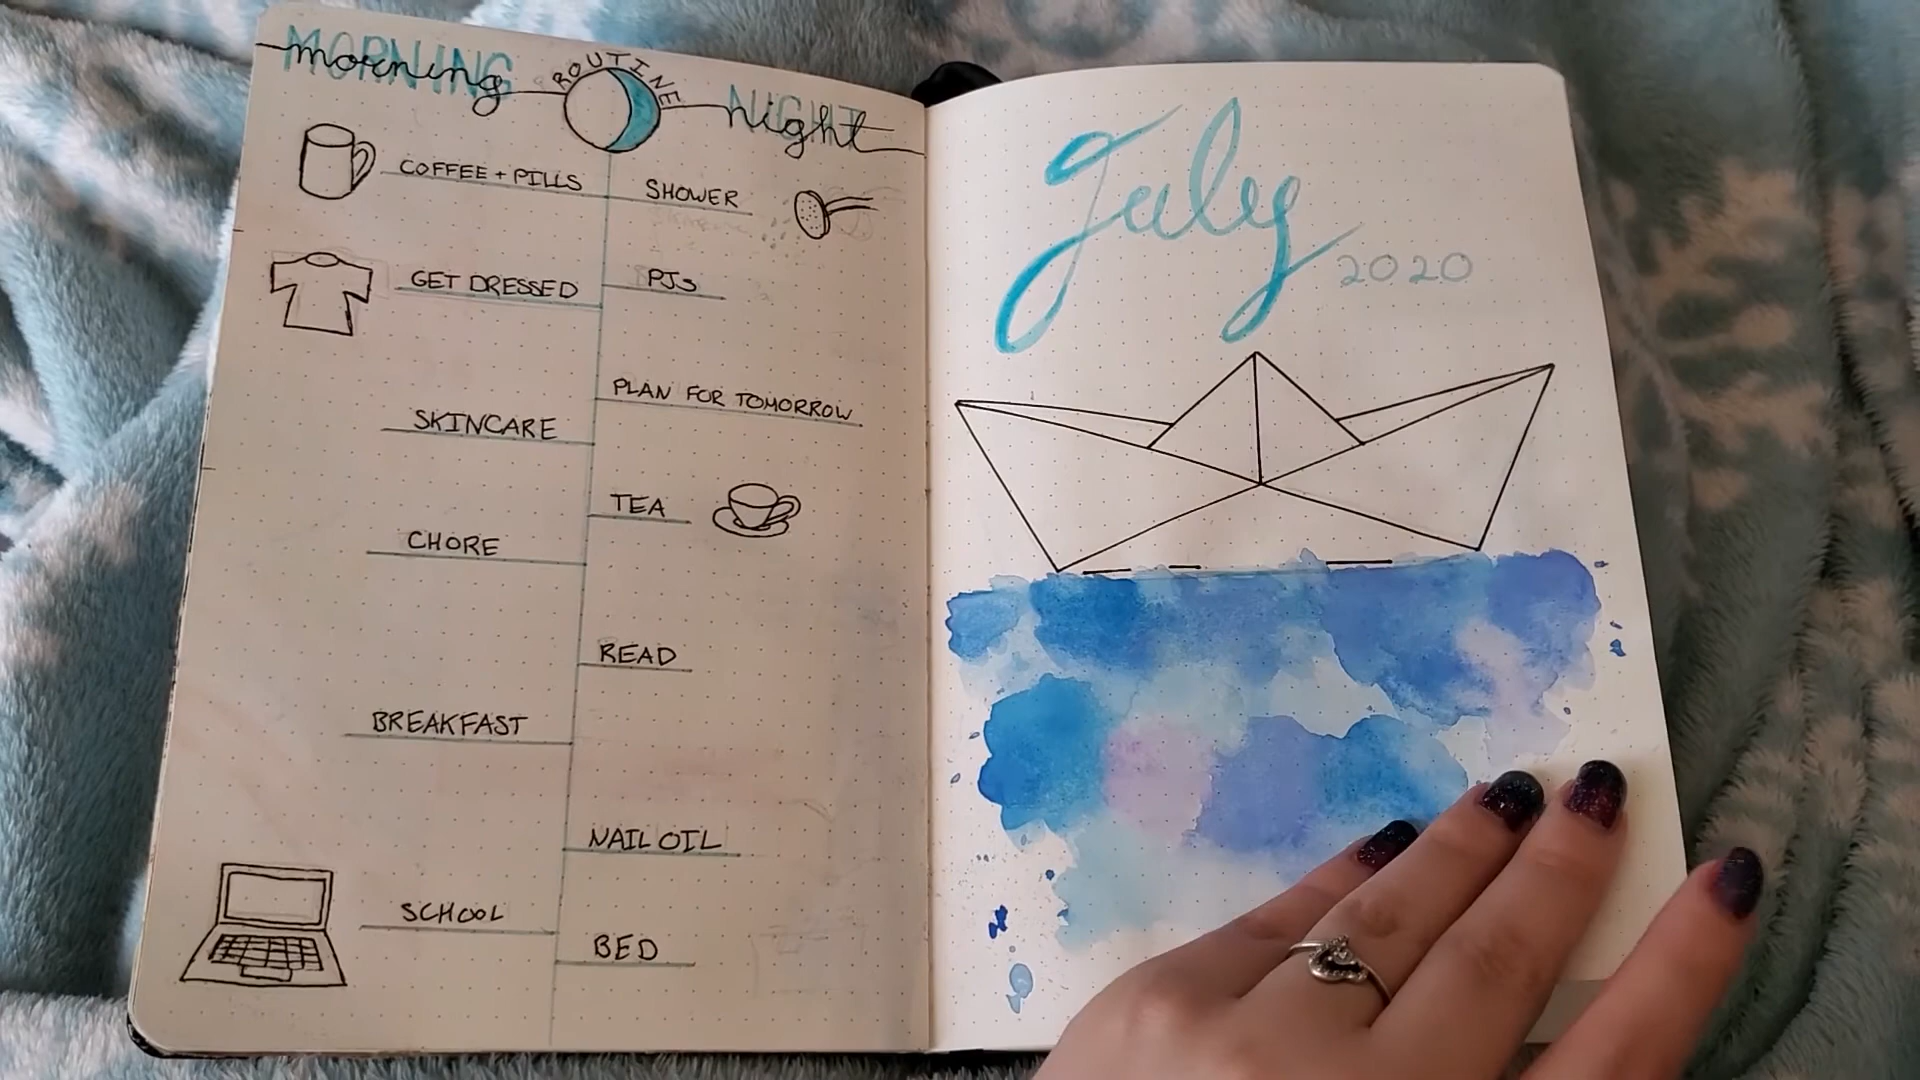 MORNING
morning
ROUTINE
NIGHT
night
COFFEE + PILLS
GET DRESSED
SKINCARE
CHORE
BREAKFAST
SCHOOL
SHOWER
PJs
PLAN FOR TOMORROW
TEA
READ
NAIL OIL
BED
July
2020